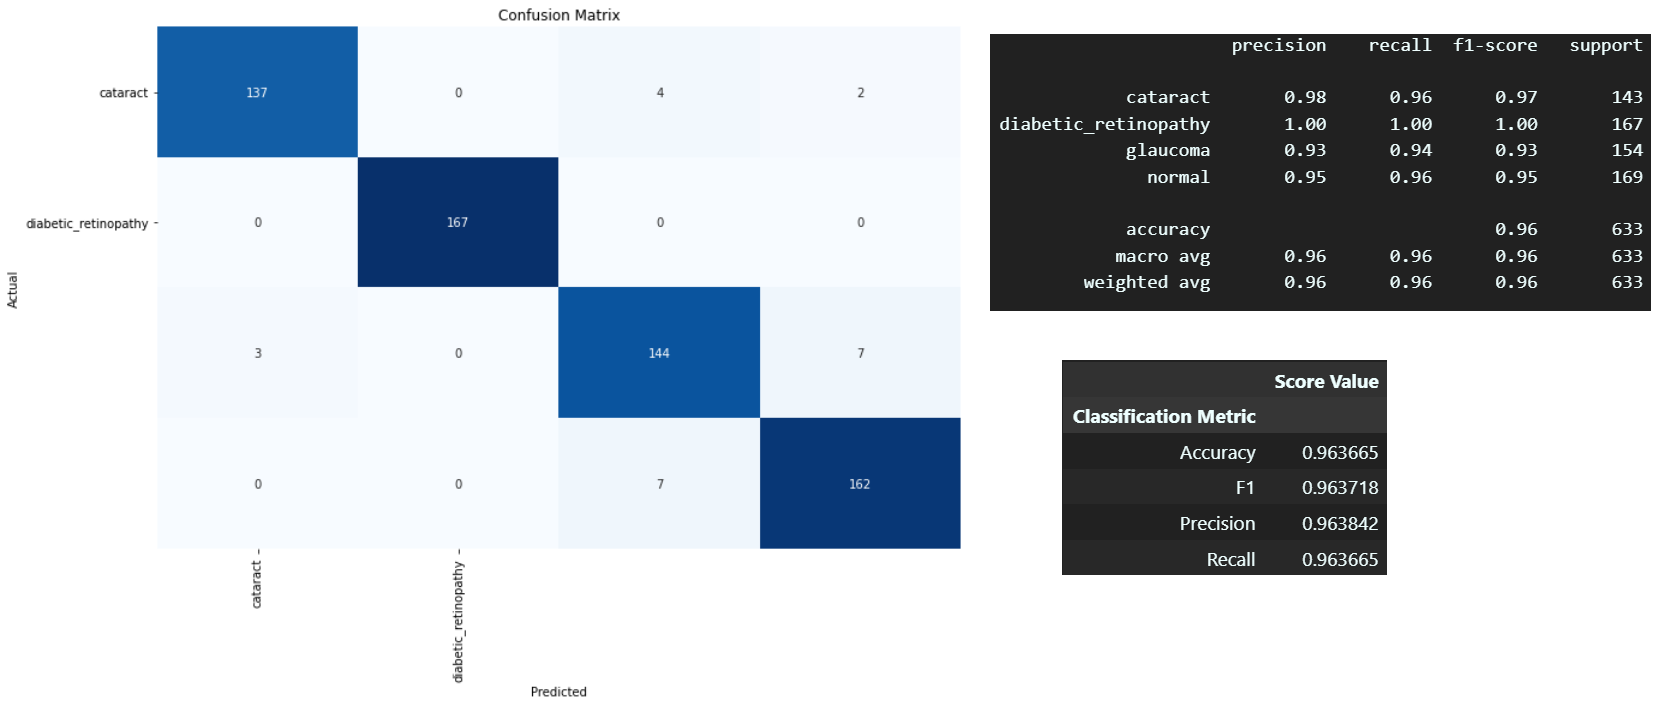 Confusion Matrix
cataract
137 0 4 2
diabetic_retinopathy
0 167 0 0
3 0 144 7
0 0 7 162
Actual
cataract
diabetic_retinopathy
Predicted
precision recall f1-score support
cataract 0.98 0.96 0.97 143
diabetic_retinopathy 1.00 1.00 1.00 167
glaucoma 0.93 0.94 0.93 154
normal 0.95 0.96 0.95 169
accuracy 0.96 633
macro avg 0.96 0.96 0.96 633
weighted avg 0.96 0.96 0.96 633
Score Value
Classification Metric
Accuracy 0.963665
F1 0.963718
Precision 0.963842
Recall 0.963665